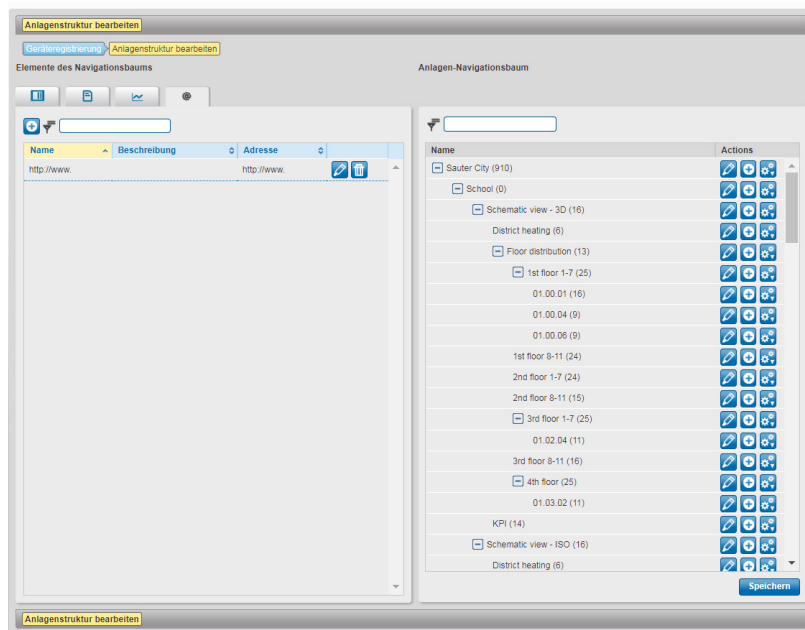 Anlagenstruktur bearbeiten
Geräteregistrierung Anlagenstruktur bearbeiten
Elemente des Navigationsbaums
Anlagen-Navigationsbaum
@
Name Beschreibung Adresse
http://www. http://www.
Name Actions
Sauter City (910)
School (0)
Schematic view - 3D (16)
District heating (6)
Floor distribution (13)
1st floor 1-7 (25)
01.00.01 (16)
01.00.04 (9)
01.00.06 (9)
1st floor 8-11 (24)
2nd floor 1-7 (24)
2nd floor 8-11 (15)
3rd floor 1-7 (25)
01.02.04 (11)
3rd floor 8-11 (16)
4th floor (25)
01.03.02 (11)
KPI (14)
Schematic view - ISO (16)
District heating (6)
Speichern
Anlagenstruktur bearbeiten